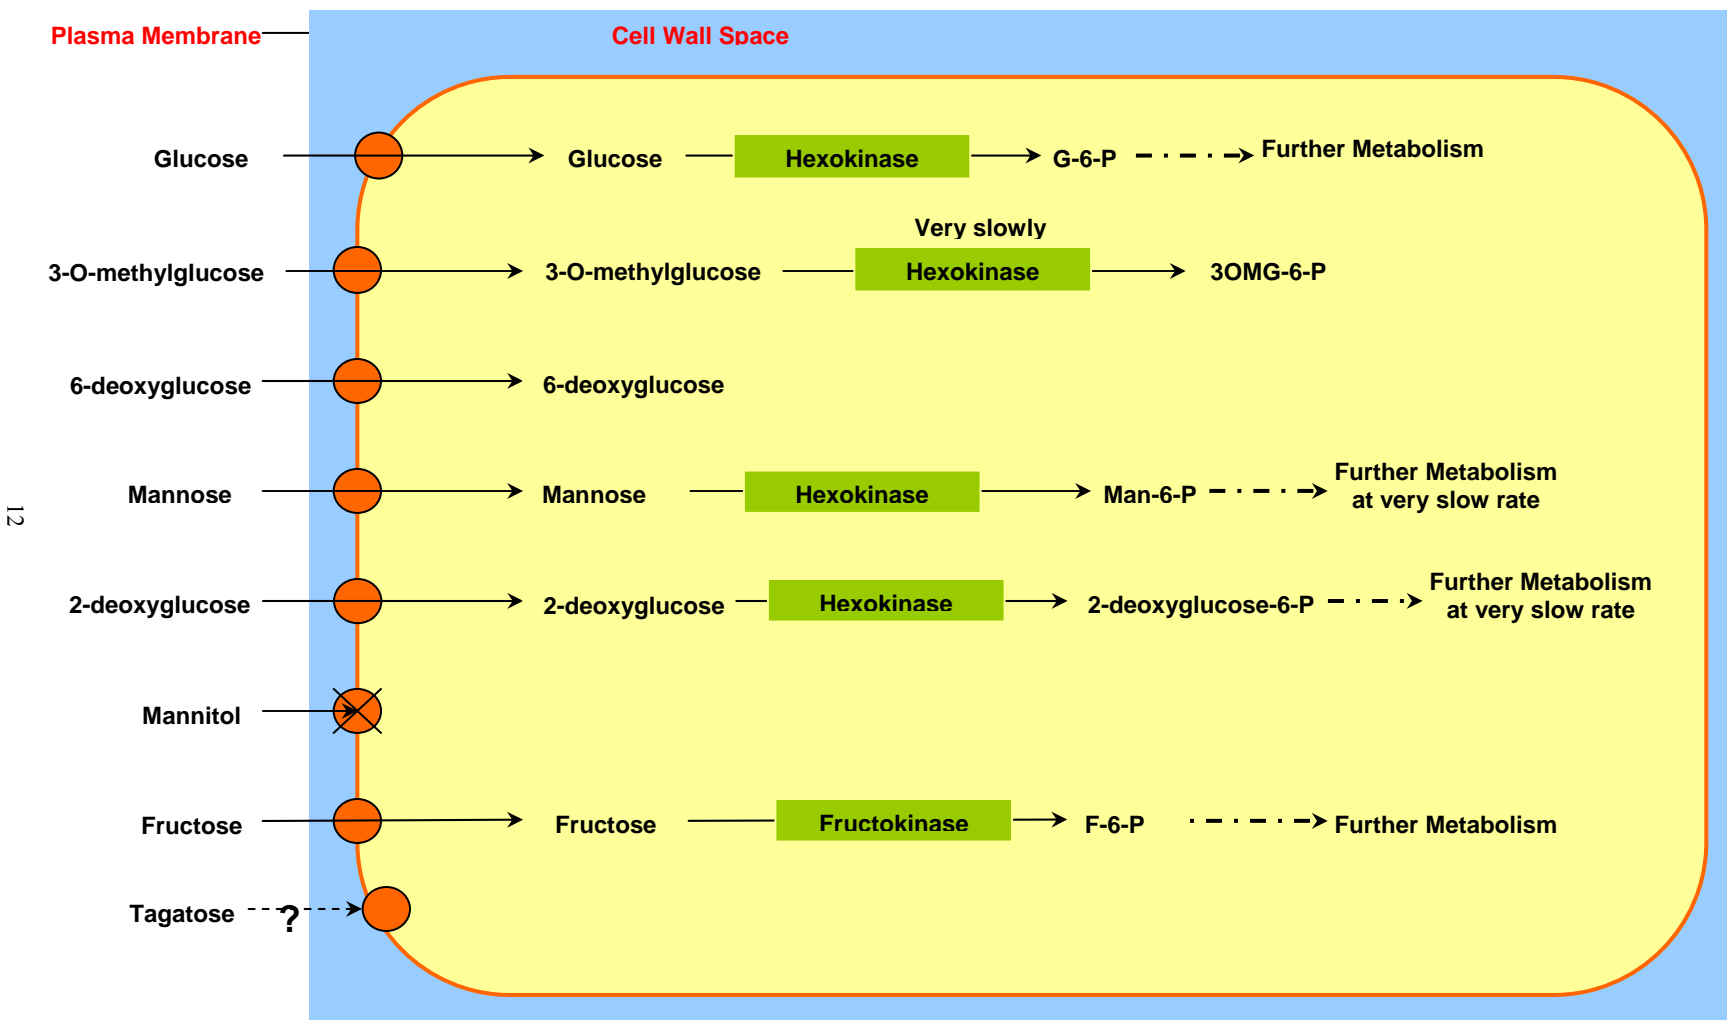 Plasma Membrane
Cell Wall Space
Glucose
Glucose
Hexokinase
G-6-P
Further Metabolism
Very slowly
3-O-methylglucose
3-O-methylglucose
Hexokinase
3OMG-6-P
6-deoxyglucose
6-deoxyglucose
Mannose
Mannose
Hexokinase
Man-6-P
Further Metabolism
at very slow rate
12
2-deoxyglucose
2-deoxyglucose
Hexokinase
2-deoxyglucose-6-P
Further Metabolism
at very slow rate
Mannitol
Fructose
Fructose
Fructokinase
F-6-P
Further Metabolism
Tagatose
?